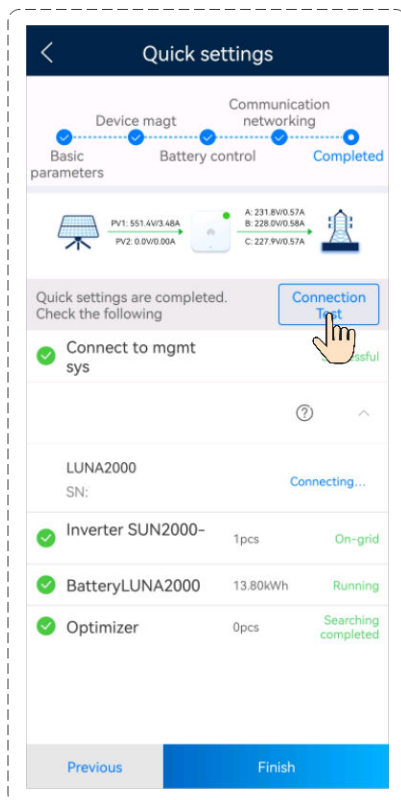 Quick settings
Communication
Device magt networking
Basic Battery control Completed
parameters
PV1: 551.4V/3.48A
PV2: 0.0V/0.00A
A: 231.8V/0.57A
B: 228.0V/0.58A
C: 227.9V/0.57A
Quick settings are completed.
Check the following
Connection
Test
Connect to mgmt
sys
LUNA2000
SN:
Connecting...
Inverter SUN2000-
1pcs
On-grid
BatteryLUNA2000
13.80kWh
Running
Optimizer
0pcs
Searching
completed
Previous
Finish